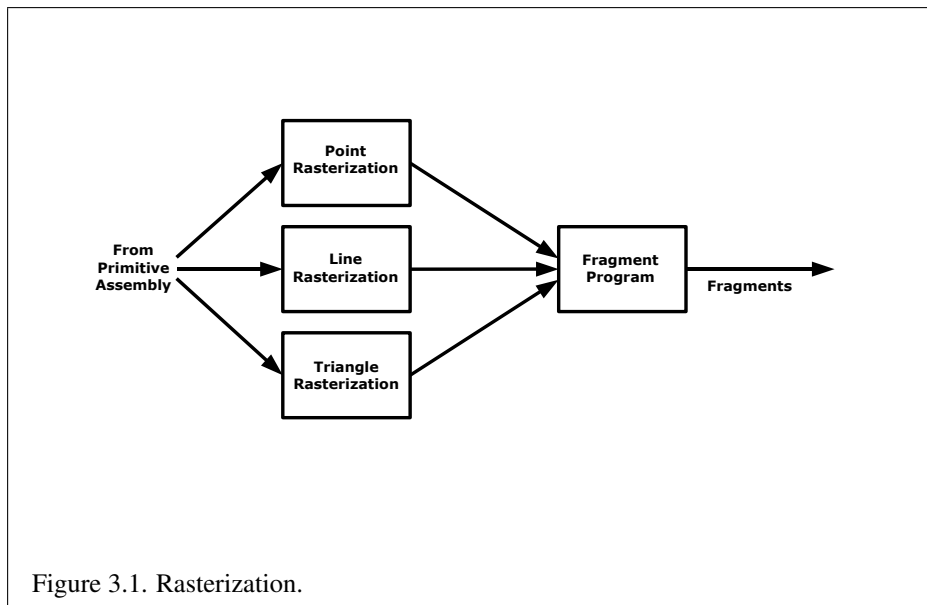 Point
Rasterization
From
Primitive
Assembly
Line
Rasterization
Fragment
Program
Fragments
Triangle
Rasterization
Figure 3.1. Rasterization.